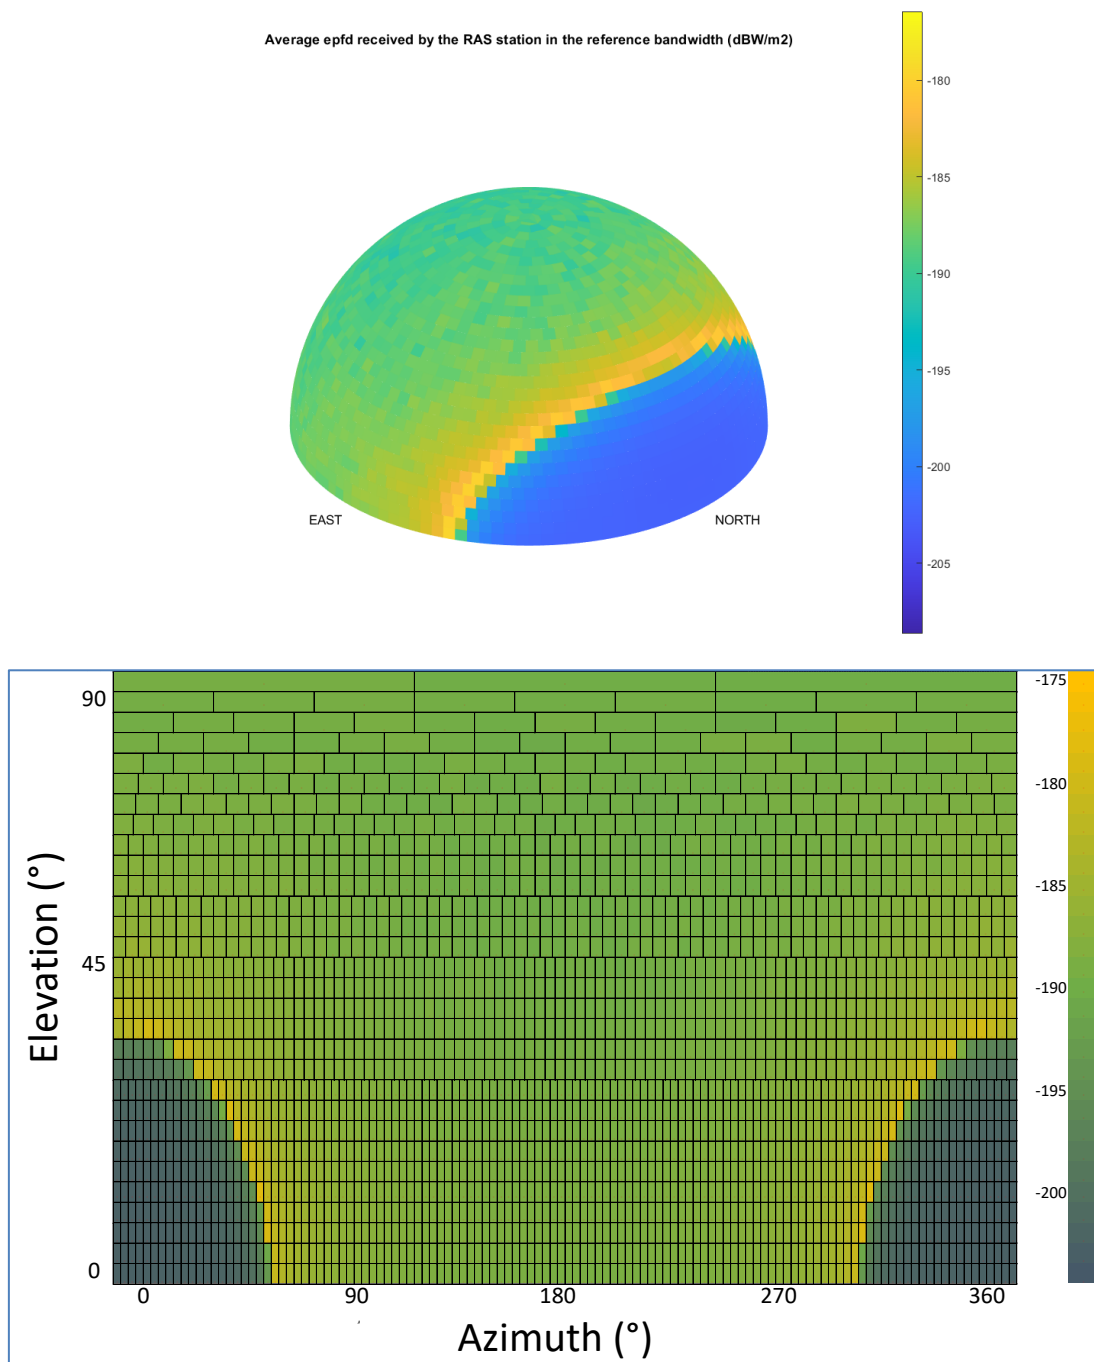 Average epfd received by the RAS station in the reference bandwidth (dBW/m2)
-180
-185
-190
-195
-200
-205
EAST
NORTH
-175
90
-180
-185
Elevation (°)
45
-190
-195
-200
0
0 90 180 270 360
Azimuth (°)